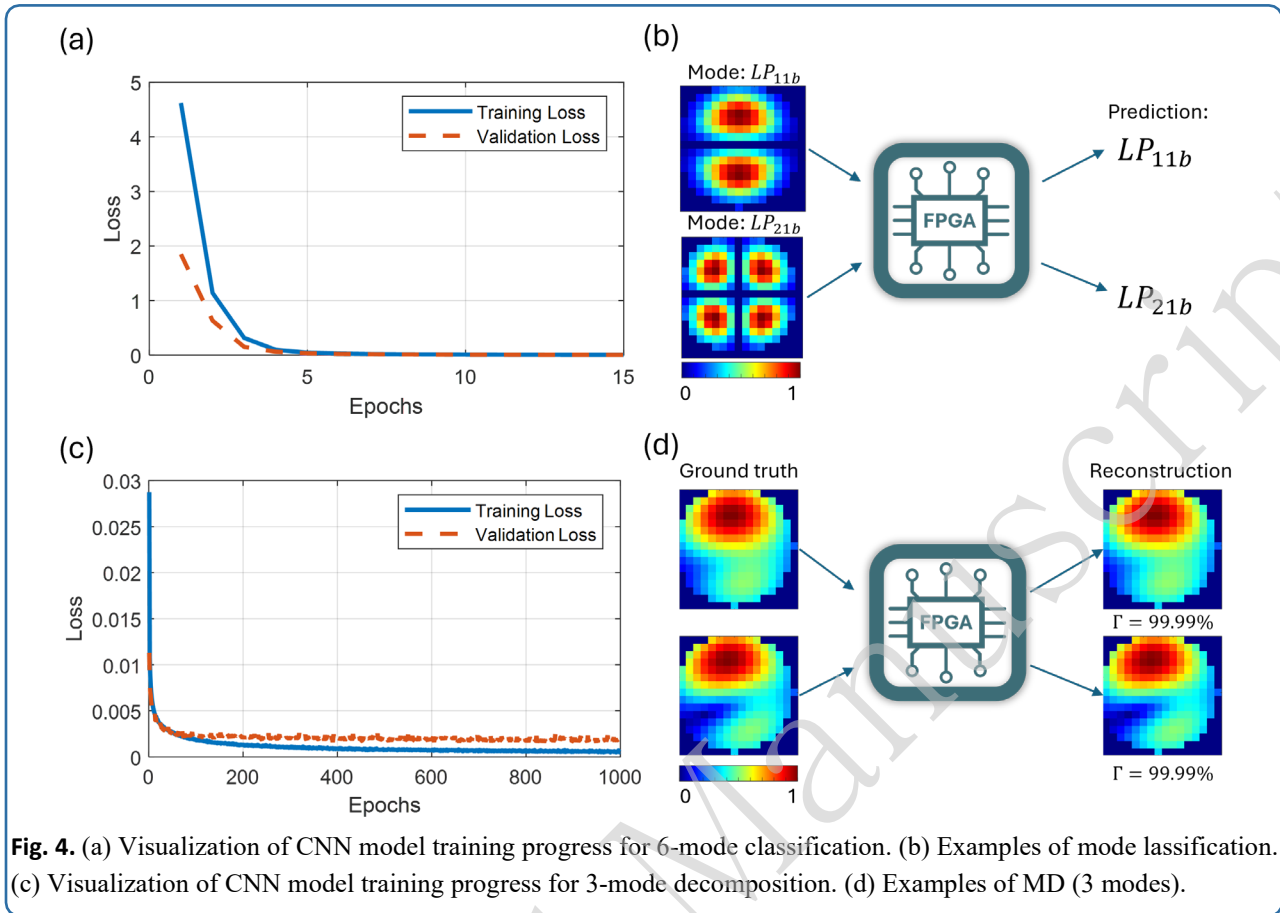 (a)
5
4
3
2
1
0
0
5
10
15
Loss
Epochs
Training Loss
Validation Loss
(b)
Mode: LP11b
Mode: LP21b
0
1
FPGA
Prediction:
LP11b
LP21b
(c)
0.03
0.025
0.02
0.015
0.01
0.005
0
0
200
400
600
800
1000
Loss
Epochs
Training Loss
Validation Loss
(d)
Ground truth
0
1
FPGA
Reconstruction
Γ = 99.99%
Γ = 99.99%
Manuscript
Fig. 4. (a) Visualization of CNN model training progress for 6-mode classification. (b) Examples of mode lassification.
(c) Visualization of CNN model training progress for 3-mode decomposition. (d) Examples of MD (3 modes).